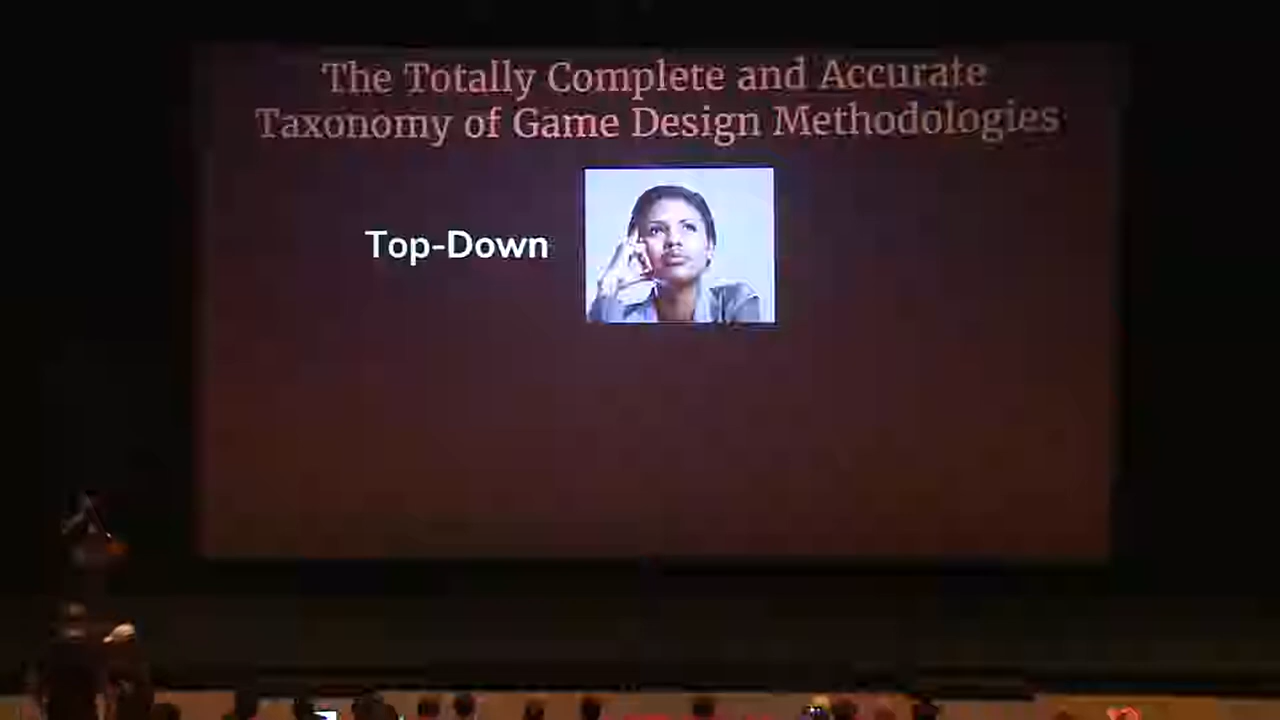 The Totally Complete and Accurate
Taxonomy of Game Design Methodologies
Top-Down